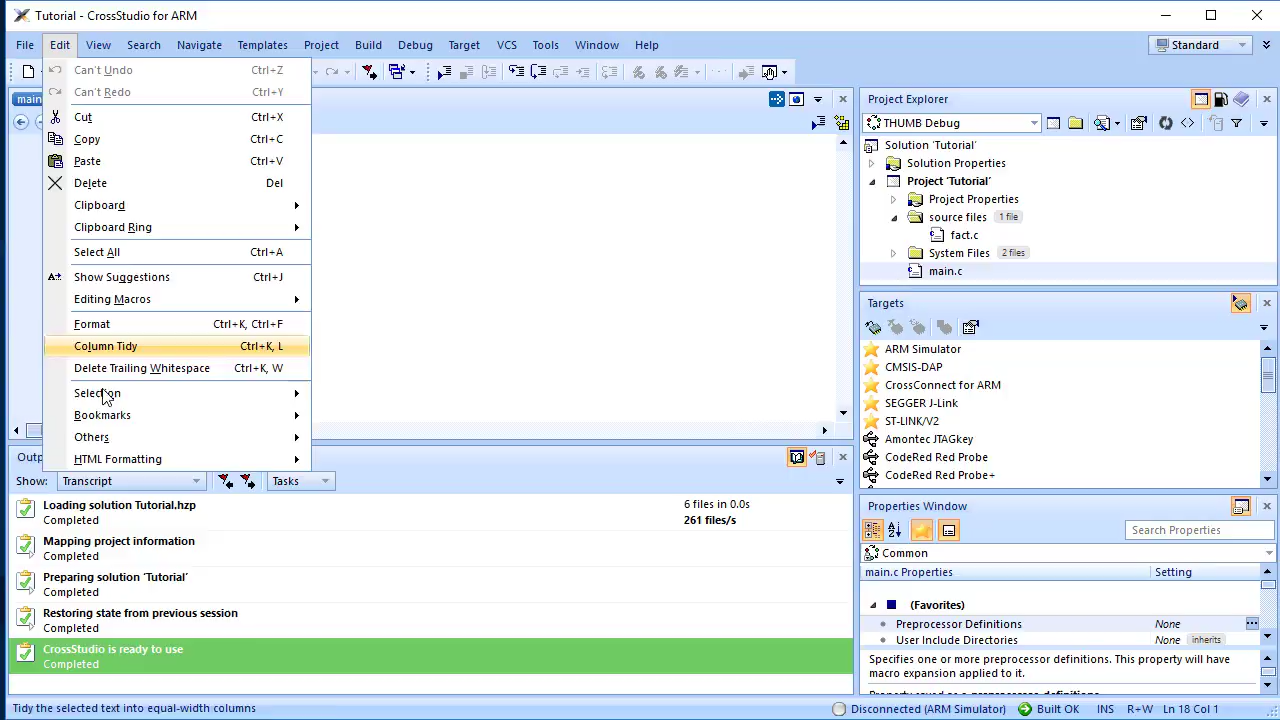 Tutorial - CrossStudio for ARM
File Edit View Search Navigate Templates Project Build Debug Target VCS Tools Window Help
Standard
Can't Undo Ctrl+Z
Can't Redo Ctrl+Y
Cut Ctrl+X
Copy Ctrl+C
Paste Ctrl+V
Delete Del
Clipboard
Clipboard Ring
Select All Ctrl+A
Show Suggestions Ctrl+J
Editing Macros
Format Ctrl+K, Ctrl+F
Column Tidy Ctrl+K, L
Delete Trailing Whitespace Ctrl+K, W
Selection
Bookmarks
Others
HTML Formatting
main
Project Explorer
THUMB Debug
Solution 'Tutorial'
Solution Properties
Project 'Tutorial'
Project Properties
source files 1 file
fact.c
System Files 2 files
main.c
Targets
ARM Simulator
CMSIS-DAP
CrossConnect for ARM
SEGGER J-Link
ST-LINK/V2
Amontec JTAGkey
CodeRed Red Probe
CodeRed Red Probe+
Outp
Show: Transcript Tasks
Loading solution Tutorial.hzp 6 files in 0.0s
Completed 261 files/s
Mapping project information
Completed
Preparing solution 'Tutorial'
Completed
Restoring state from previous session
Completed
CrossStudio is ready to use
Completed
Properties Window
Search Properties
Common
main.c Properties Setting
(Favorites)
Preprocessor Definitions None
User Include Directories None inherits
Specifies one or more preprocessor definitions. This property will have
macro expansion applied to it.
Tidy the selected text into equal-width columns Disconnected (ARM Simulator) Built OK INS R+W Ln 18 Col 1